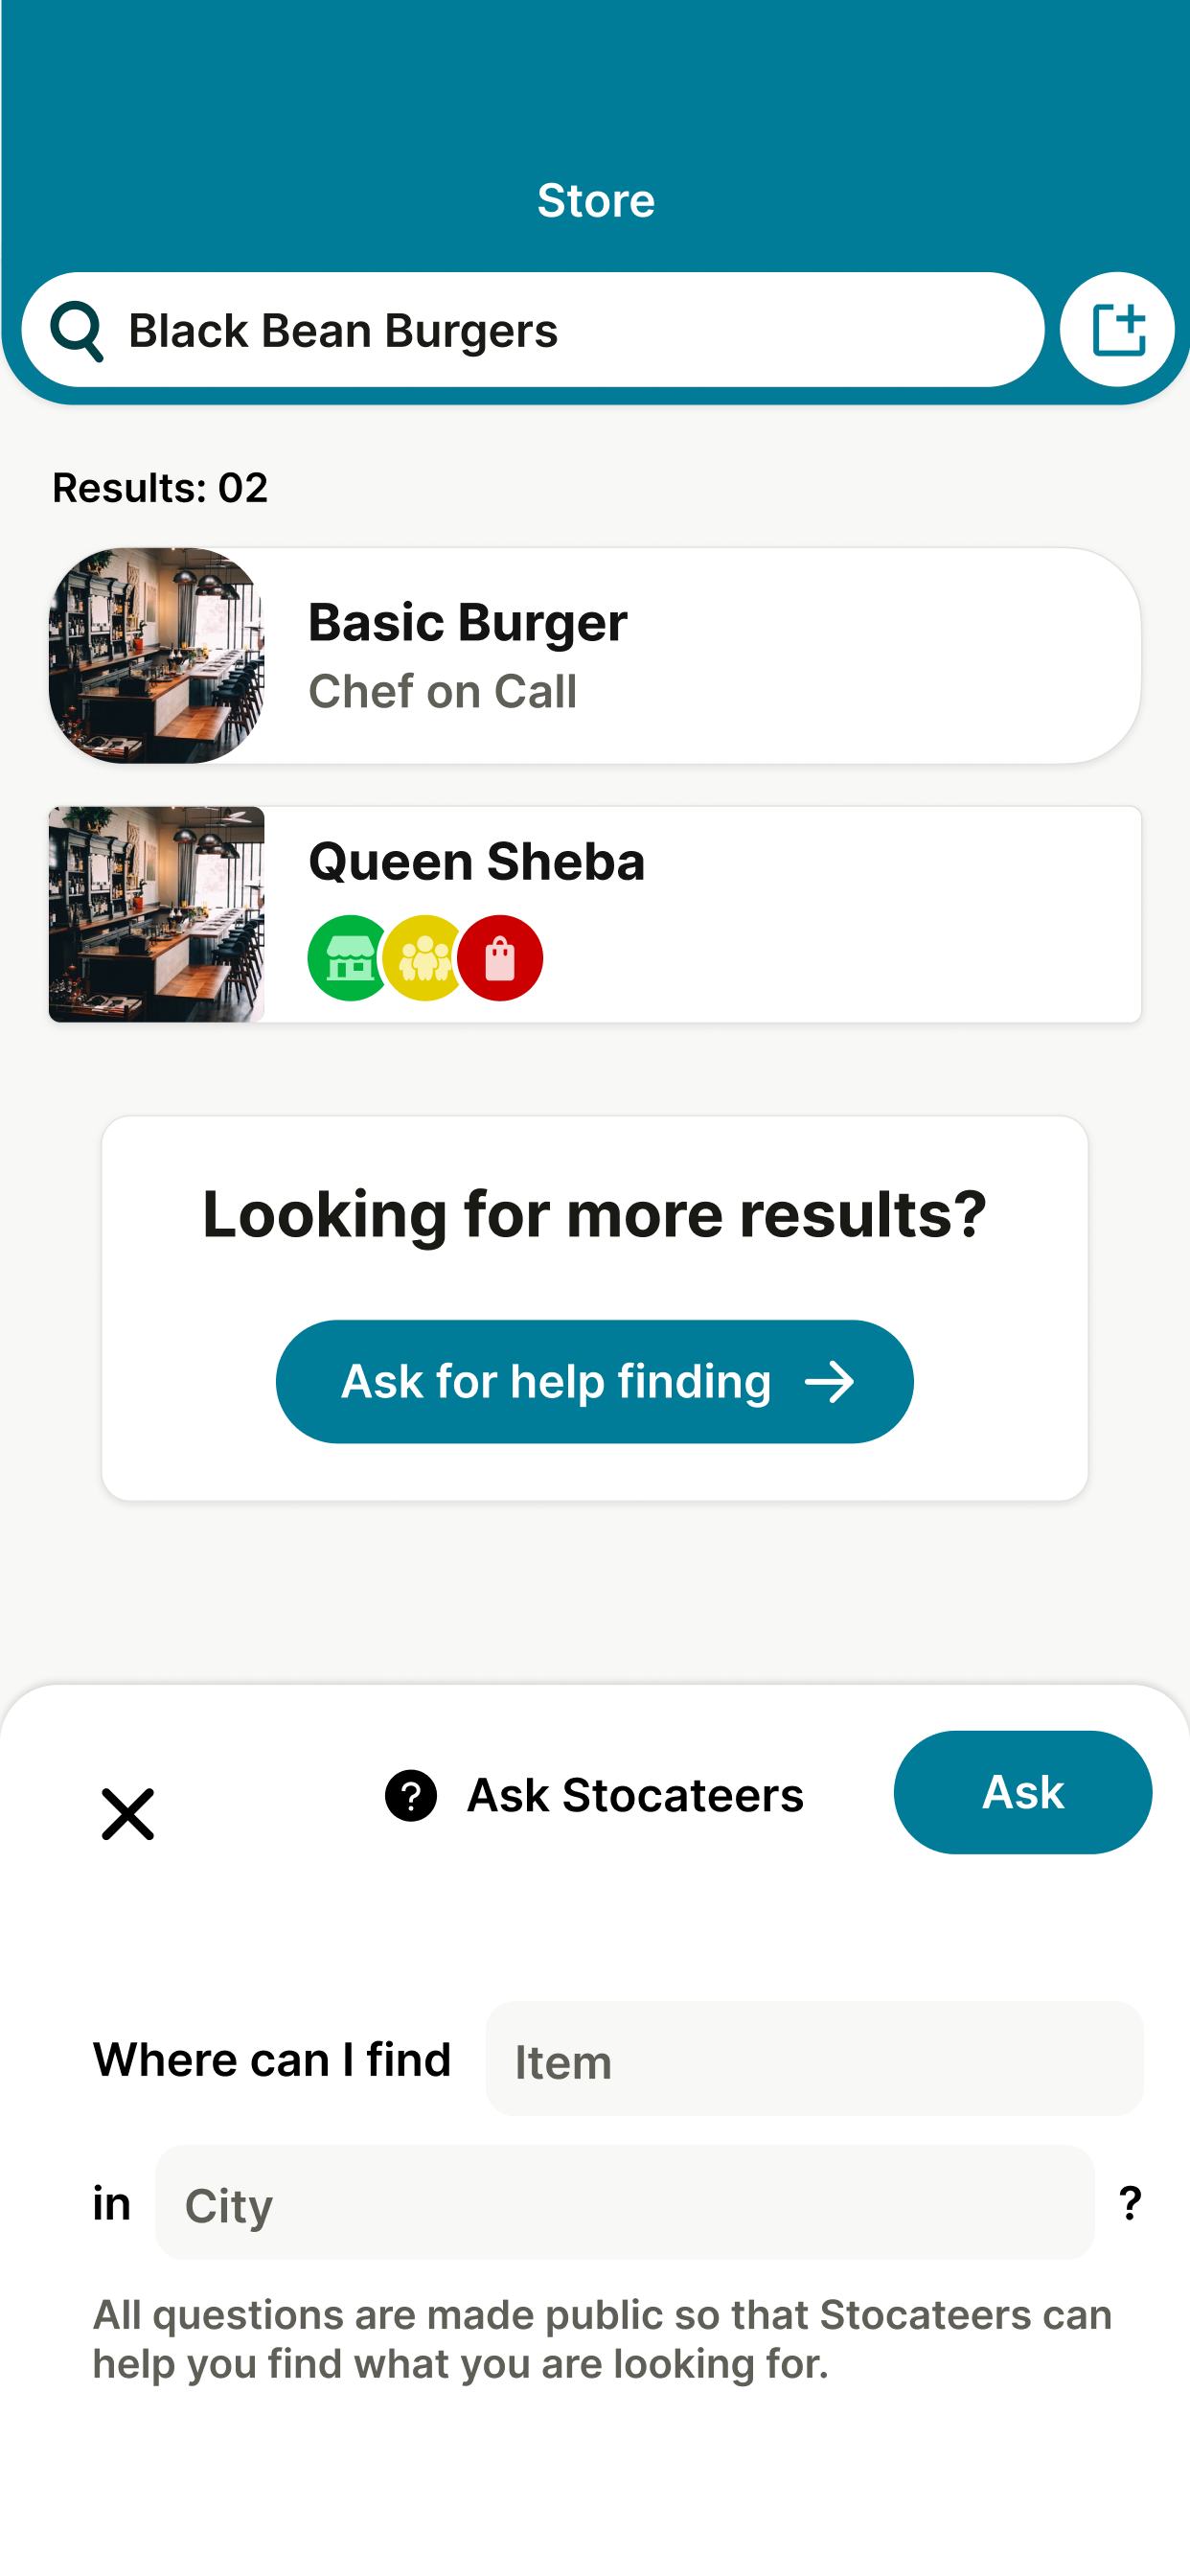 Store
Black Bean Burgers
Results: 02
Basic Burger
Chef on Call
Queen Sheba
Looking for more results?
Ask for help finding
? Ask Stocateers
Ask
Where can I find
Item
in
City
?
All questions are made public so that Stocateers can
help you find what you are looking for.